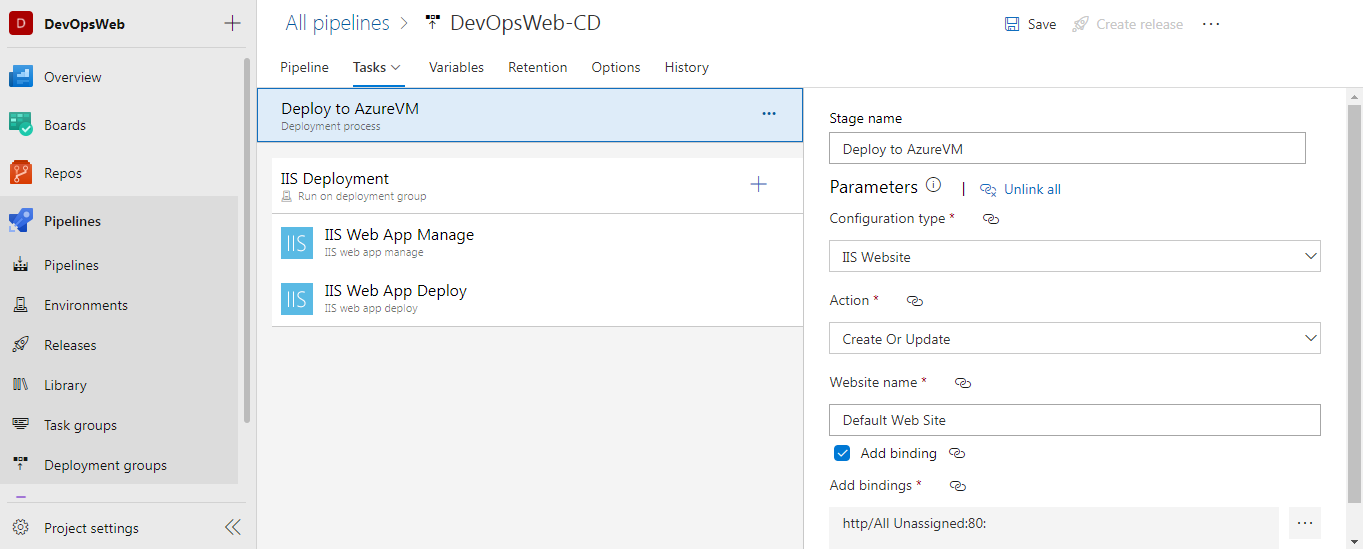 D DevOpsWeb
Overview
Boards
Repos
Pipelines
Pipelines
Environments
Releases
Library
Task groups
Deployment groups
Project settings
All pipelines > DevOpsWeb-CD
Save
Create release
Pipeline
Tasks
Variables
Retention
Options
History
Deploy to AzureVM
Deployment process
IIS Deployment
Run on deployment group
IIS
IIS Web App Manage
IIS web app manage
IIS
IIS Web App Deploy
IIS web app deploy
Stage name
Deploy to AzureVM
Parameters | Unlink all
Configuration type *
IIS Website
Action *
Create Or Update
Website name *
Default Web Site
Add binding
Add bindings *
http/All Unassigned:80: